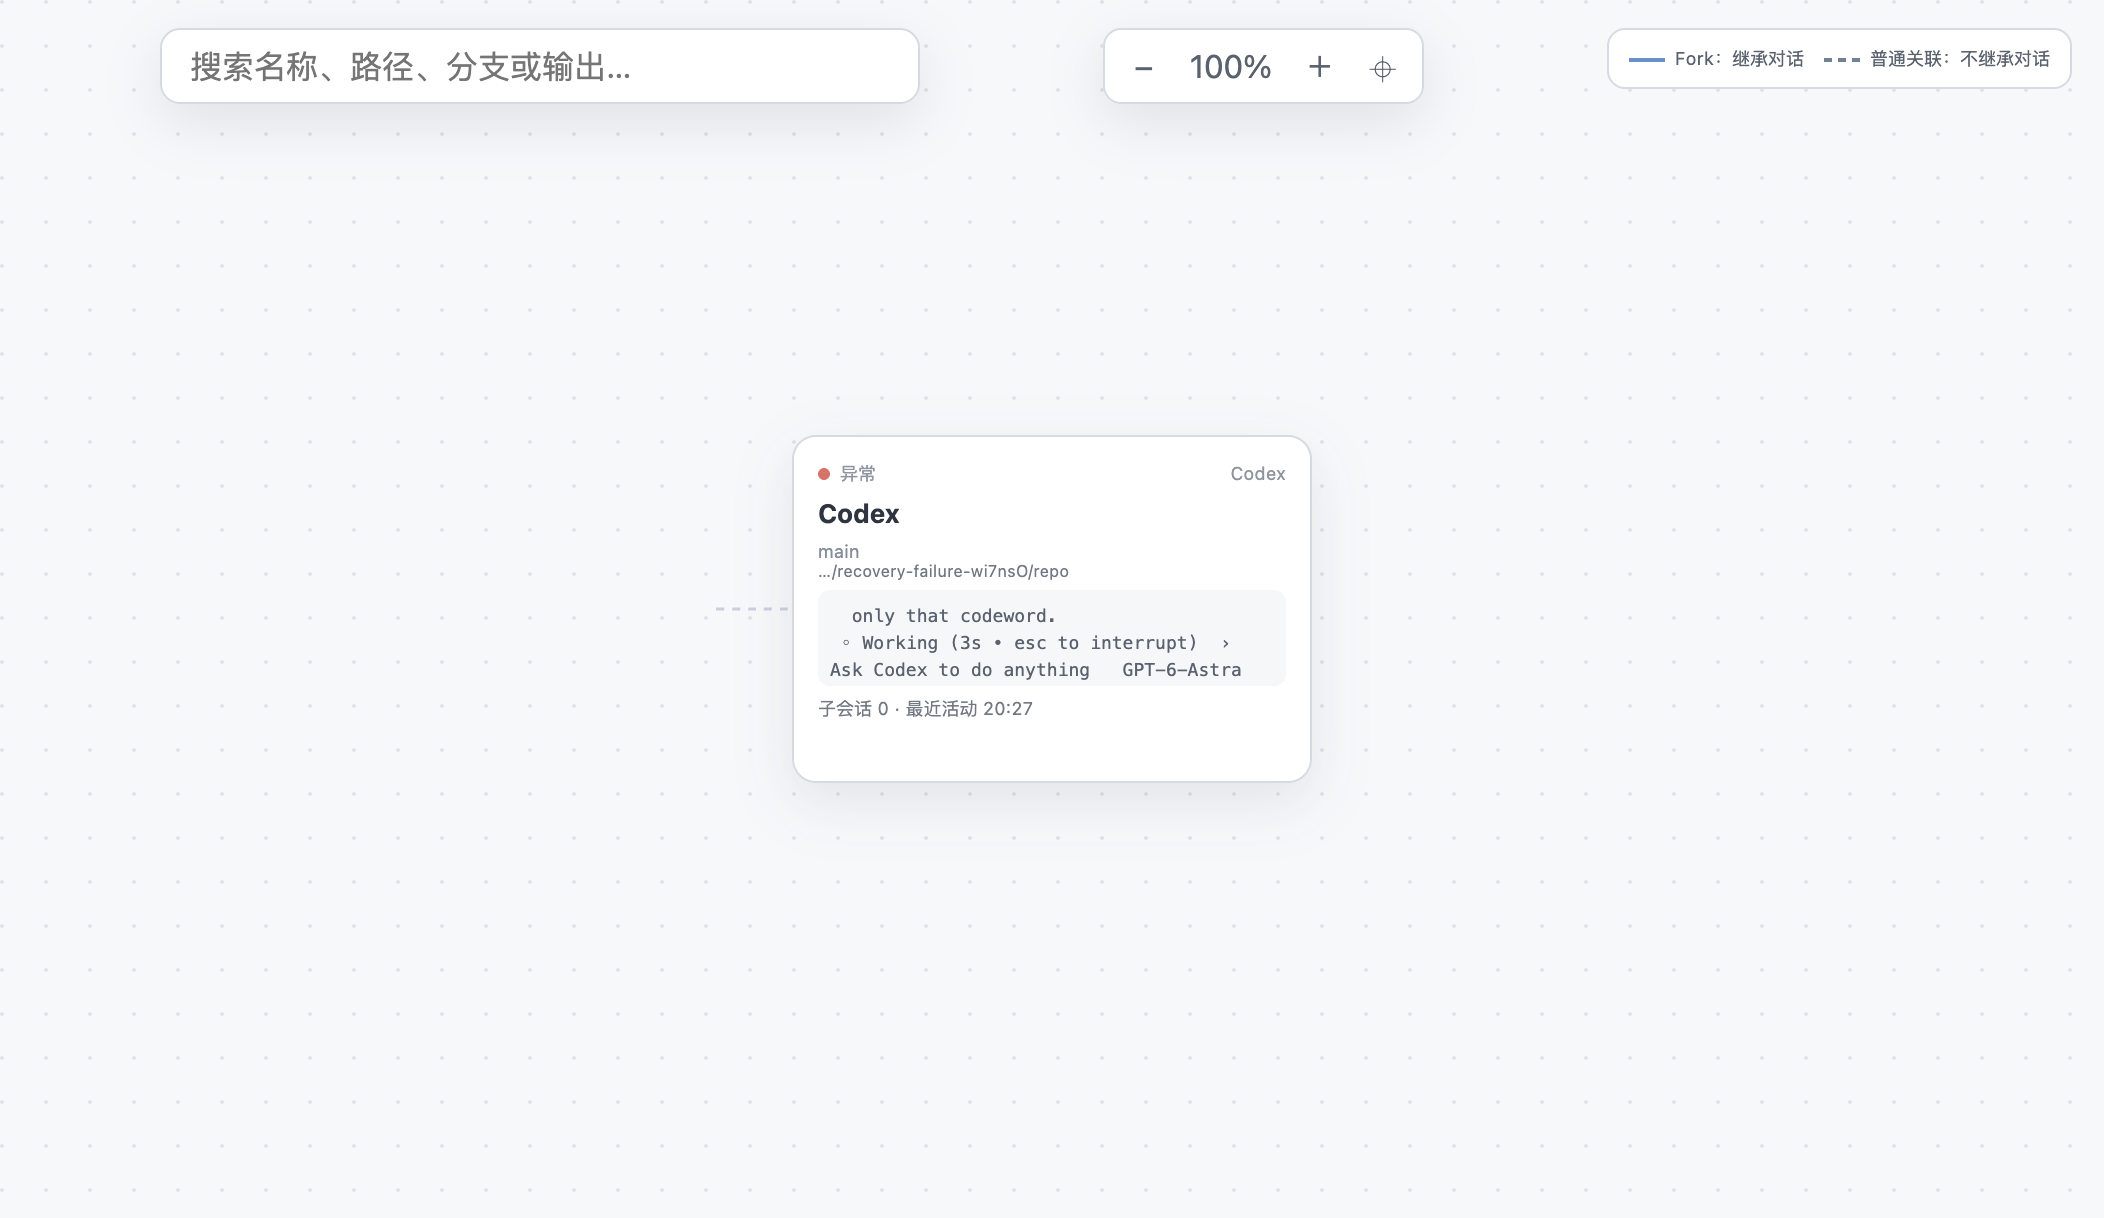 搜索名称、路径、分支或输出...
– 100% +
Fork：继承对话 普通关联：不继承对话
异常 Codex
Codex
main
.../recovery-failure-wi7nsO/repo
only that codeword.
◦ Working (3s • esc to interrupt) ›
Ask Codex to do anything GPT-6-Astra
子会话 0 · 最近活动 20:27